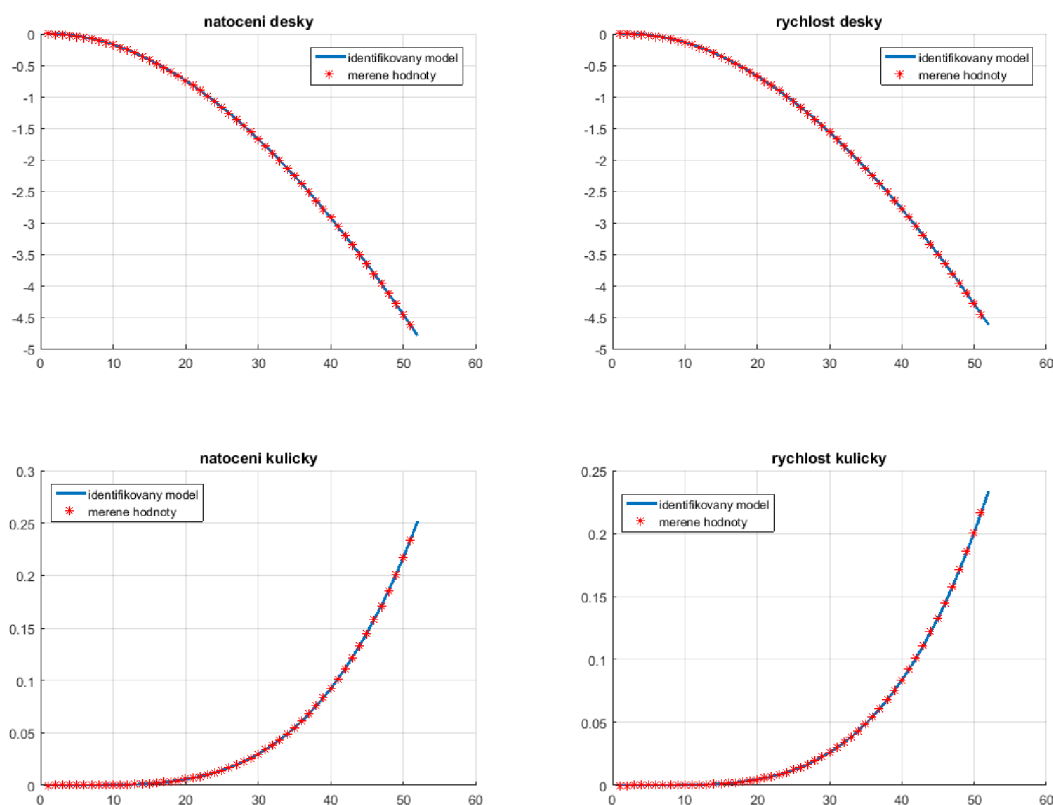 natoceni desky
0
-0.5
-1
-1.5
-2
-2.5
-3
-3.5
-4
-4.5
-5
identifikovany model
merene hodnoty
0 10 20 30 40 50 60
rychlost desky
0
-0.5
-1
-1.5
-2
-2.5
-3
-3.5
-4
-4.5
-5
identifikovany model
merene hodnoty
0 10 20 30 40 50 60
natoceni kulicky
0.3
0.25
0.2
0.15
0.1
0.05
0
identifikovany model
merene hodnoty
0 10 20 30 40 50 60
rychlost kulicky
0.25
0.2
0.15
0.1
0.05
0
identifikovany model
merene hodnoty
0 10 20 30 40 50 60